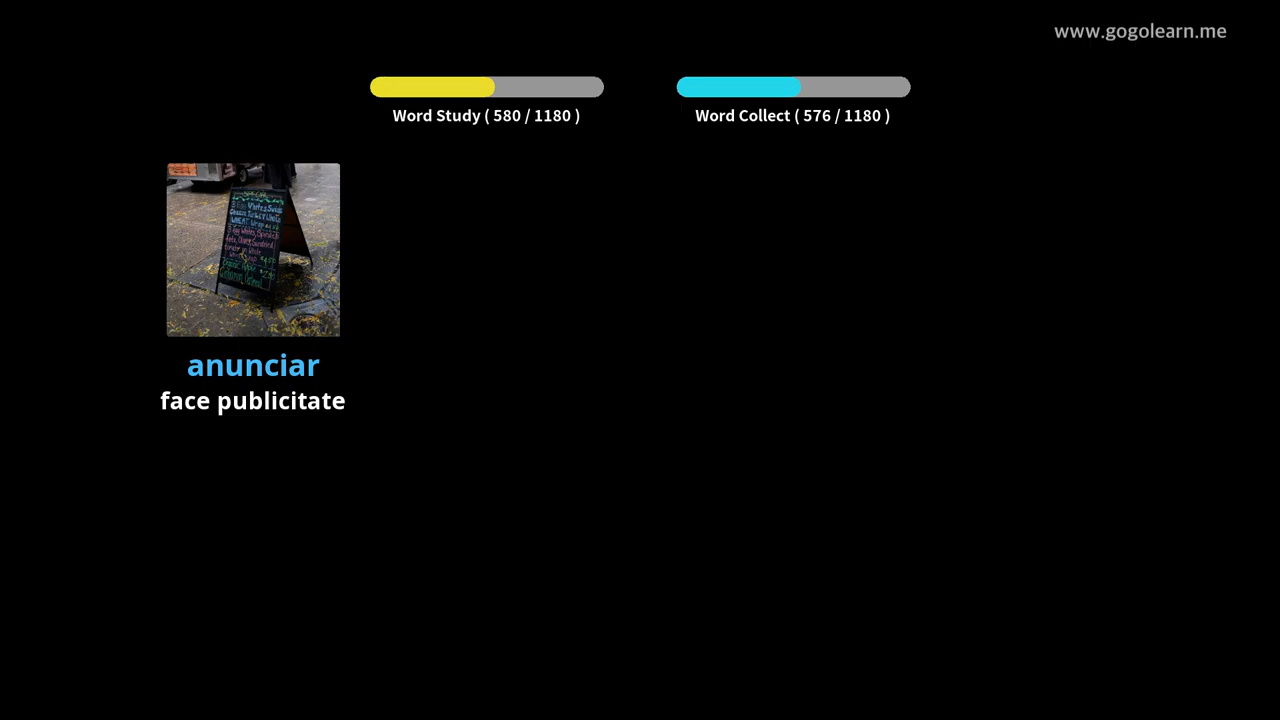 www.gogolearn.me
Word Study ( 580 / 1180 )
Word Collect ( 576 / 1180 )
anunciar
face publicitate